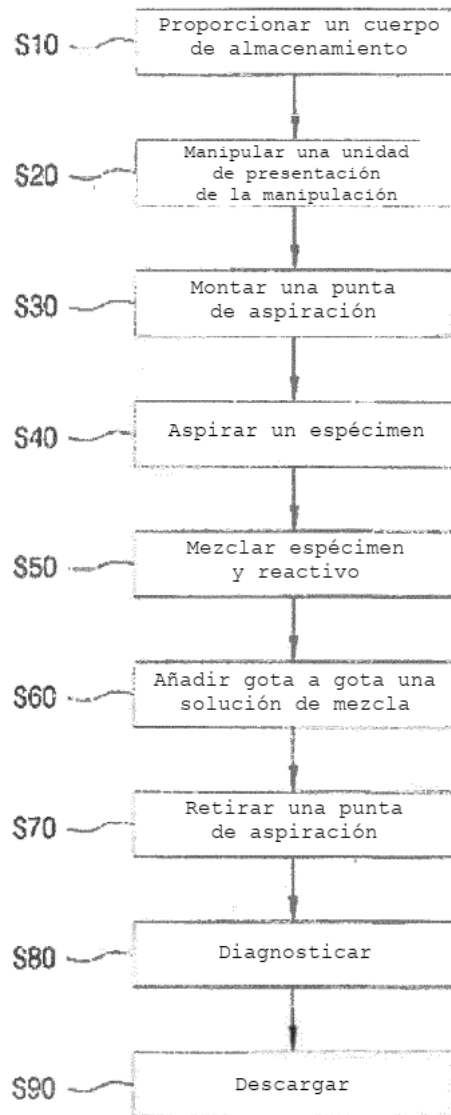 S10
Proporcionar un cuerpo
de almacenamiento
S20
Manipular una unidad
de presentación
de la manipulación
S30
Montar una punta
de aspiración
S40
Aspirar un espécimen
S50
Mezclar espécimen
y reactivo
S60
Añadir gota a gota una
solución de mezcla
S70
Retirar una punta
de aspiración
S80
Diagnosticar
S90
Descargar